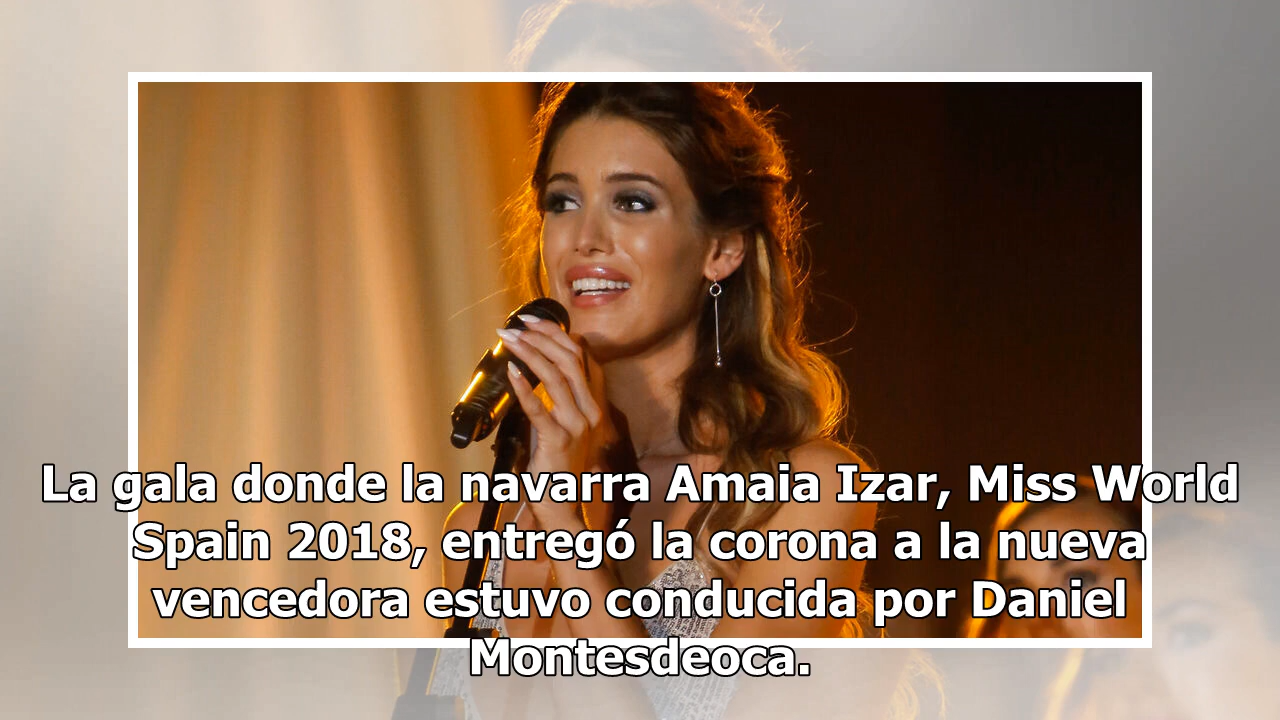 La gala donde la navarra Amaia Izar, Miss World
Spain 2018, entregó la corona a la nueva
vencedora estuvo conducida por Daniel
Montesdeoca.